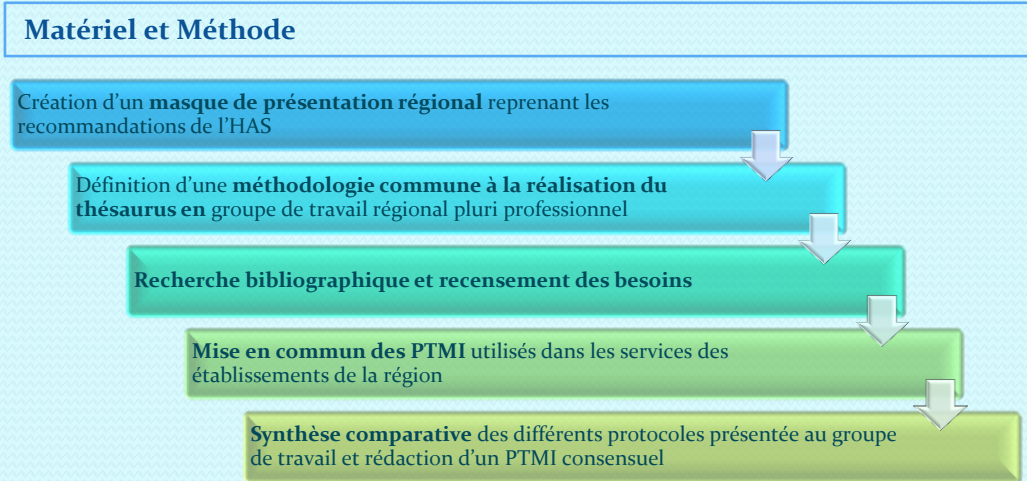 Matériel et Méthode
Création d'un masque de présentation régional reprenant les
recommandations de l'HAS
Définition d'une méthodologie commune à la réalisation du
thésaurus en groupe de travail régional pluri professionnel
Recherche bibliographique et recensement des besoins
Mise en commun des PTMI utilisés dans les services des
établissements de la région
Synthèse comparative des différents protocoles présentée au groupe
de travail et rédaction d'un PTMI consensuel